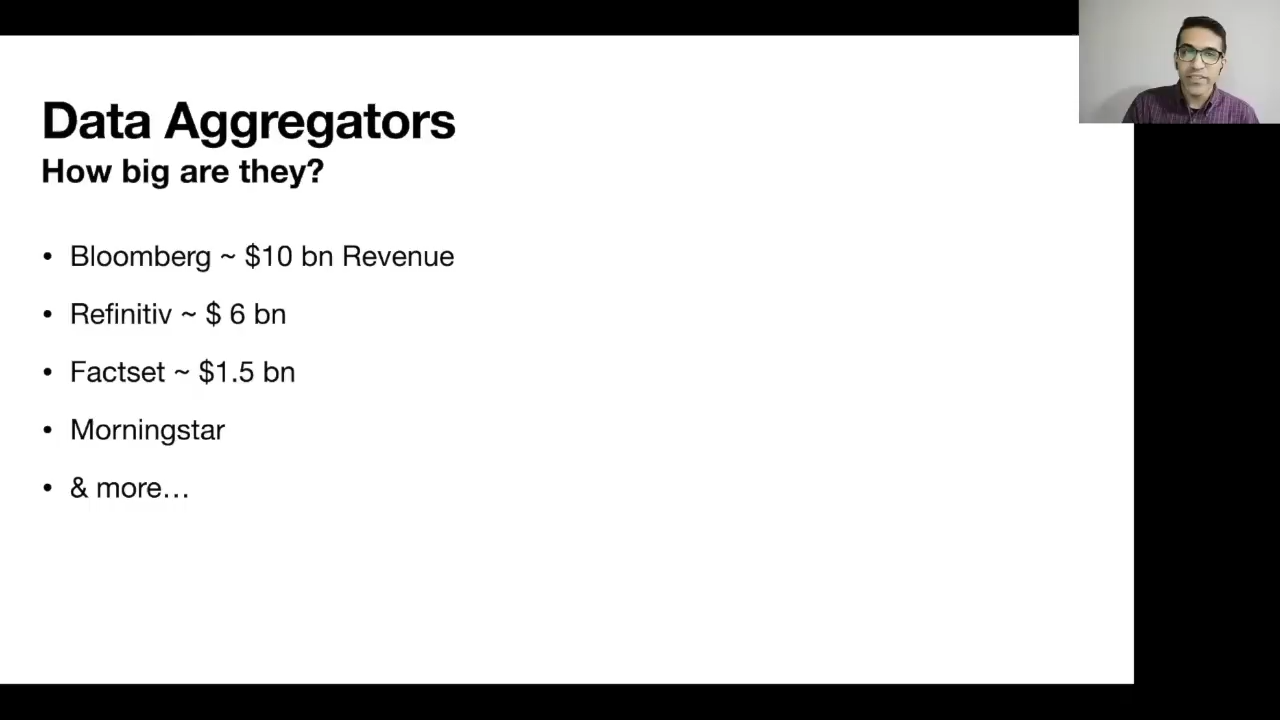 Data Aggregators
How big are they?
• Bloomberg ~ $10 bn Revenue
• Refinitiv ~ $ 6 bn
• Factset ~ $1.5 bn
• Morningstar
• & more…